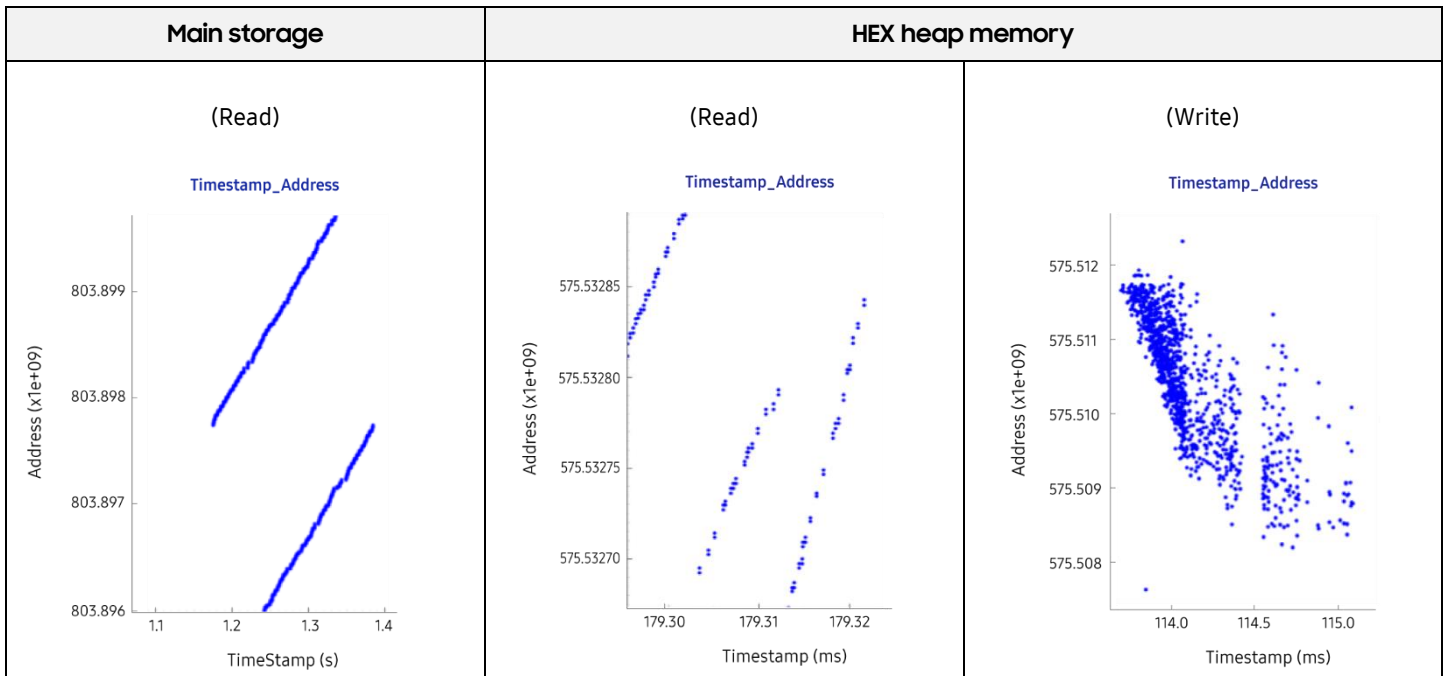 Main storage
HEX heap memory
(Read)
Timestamp_Address
Address (x1e+09)
803.899
803.898
803.897
803.896
1.1 1.2 1.3 1.4
TimeStamp (s)
(Read)
Timestamp_Address
Address (x1e+09)
575.53285
575.53280
575.53275
575.53270
179.30 179.31 179.32
Timestamp (ms)
(Write)
Timestamp_Address
Address (x1e+09)
575.512
575.511
575.510
575.509
575.508
114.0 114.5 115.0
Timestamp (ms)